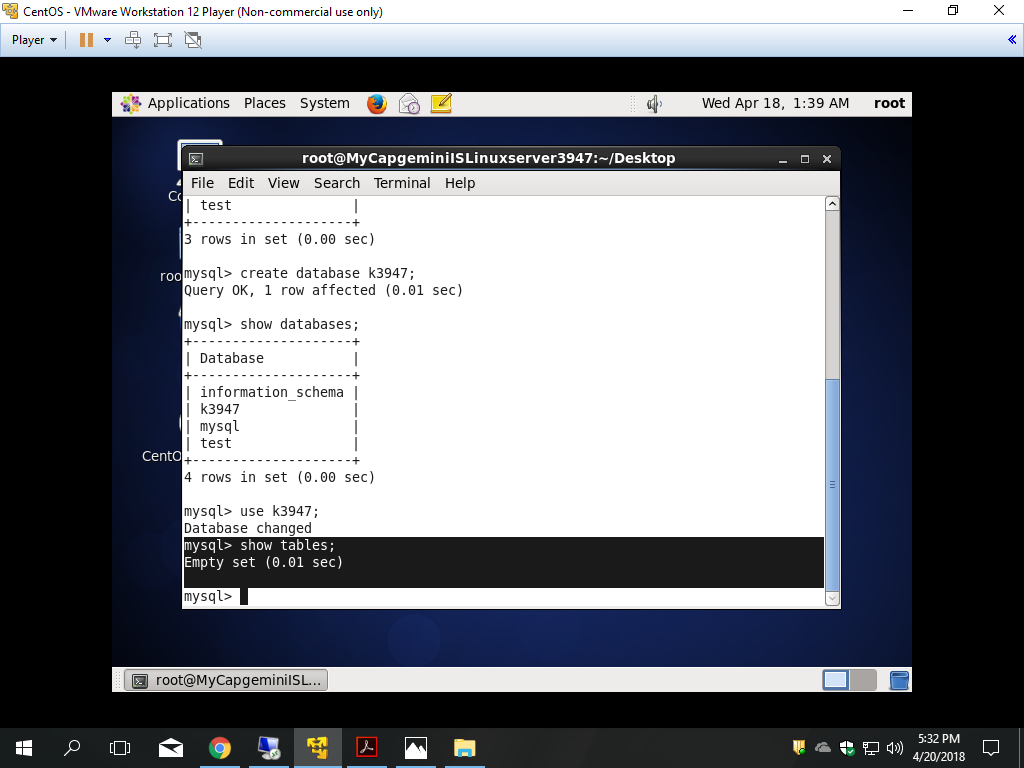 CentOS - VMware Workstation 12 Player (Non-commercial use only)
Player
Applications Places System Wed Apr 18, 1:39 AM root
root@MyCapgeminiISLinuxserver3947:~/Desktop
File Edit View Search Terminal Help
| test |
+--------------------+
3 rows in set (0.00 sec)
mysql> create database k3947;
Query OK, 1 row affected (0.01 sec)
mysql> show databases;
+--------------------+
| Database |
+--------------------+
| information_schema |
| k3947 |
| mysql |
| test |
+--------------------+
4 rows in set (0.00 sec)
mysql> use k3947;
Database changed
mysql> show tables;
Empty set (0.01 sec)
mysql>
Co
roo
CentO
root@MyCapgeminiISL...
5:32 PM
4/20/2018